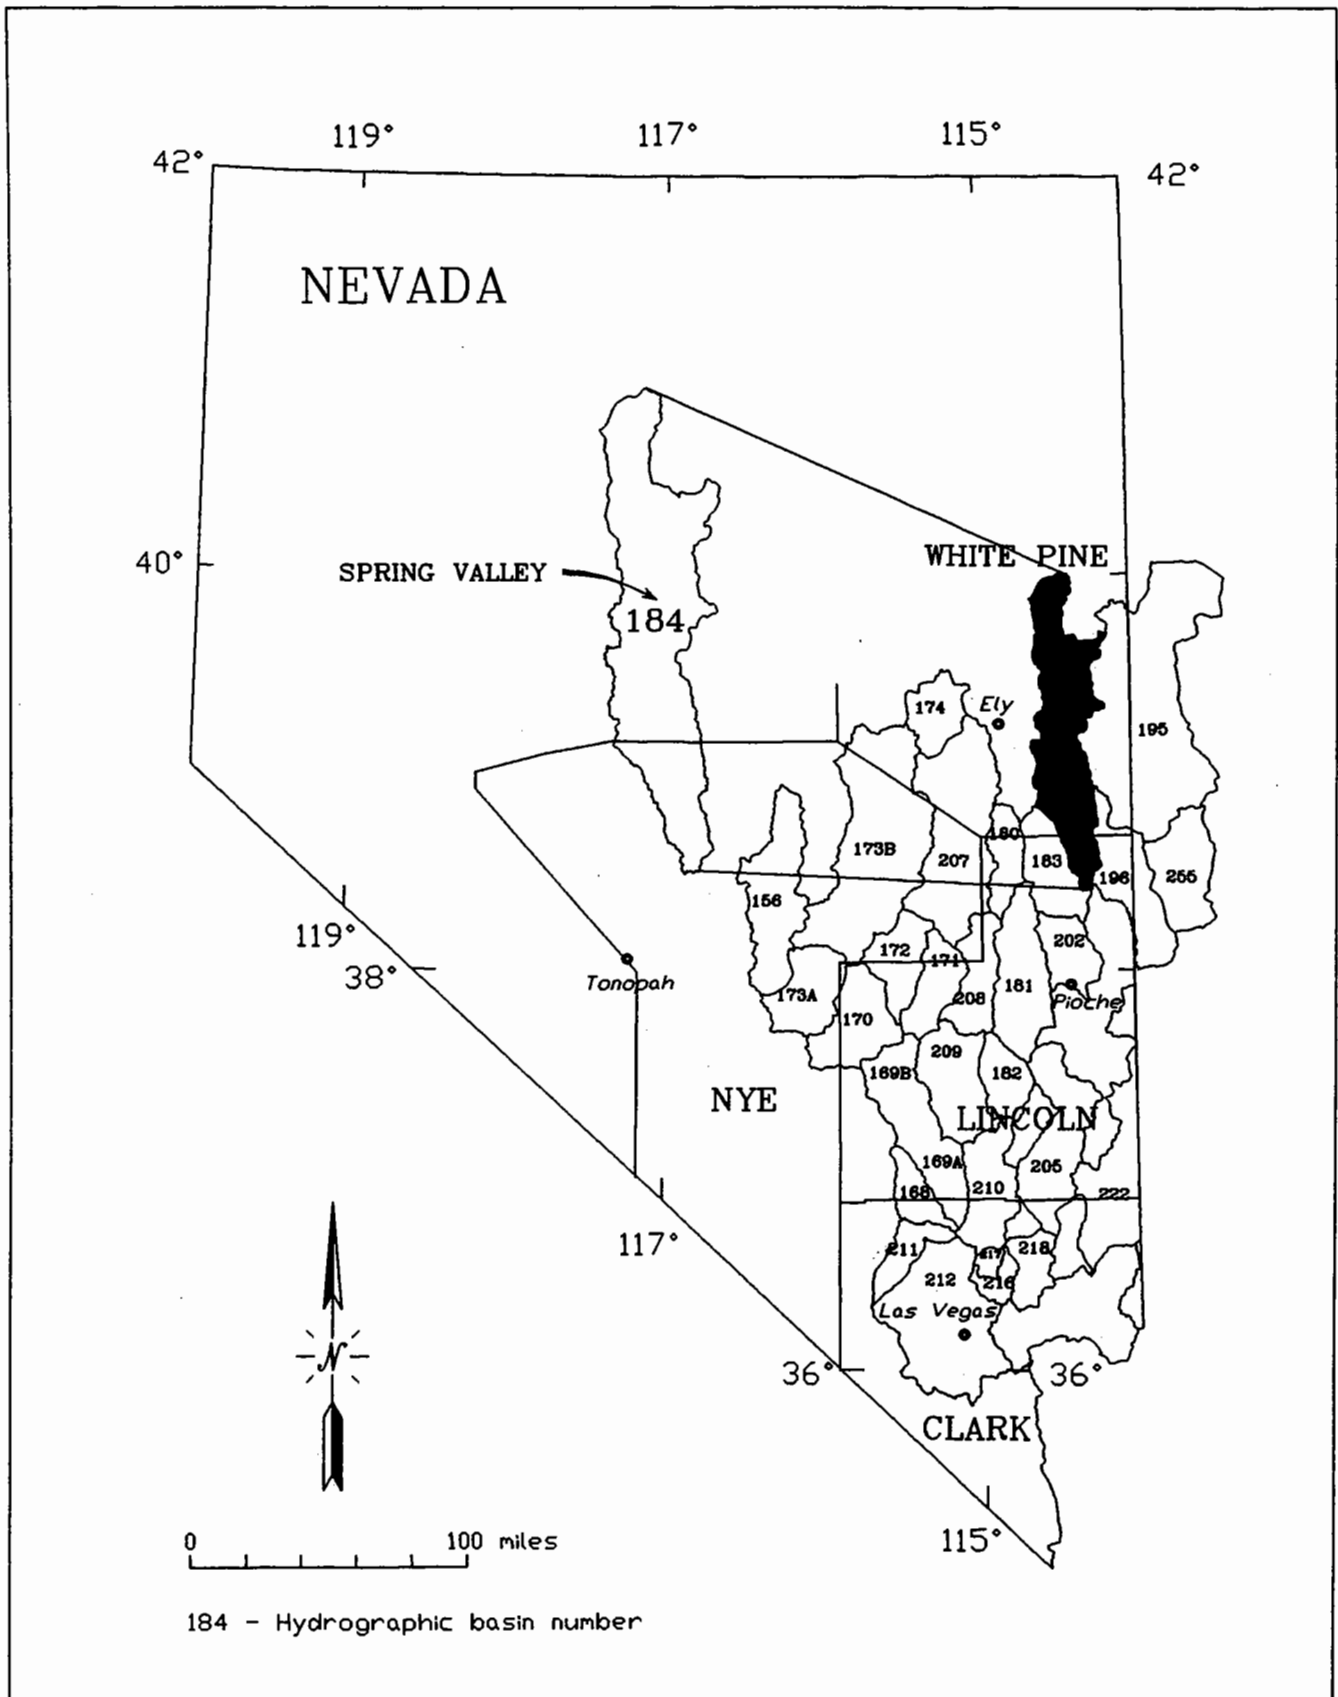 119° 117° 115°
42° 42°
NEVADA
WHITE PINE
40°
SPRING VALLEY
184
174 Ely
195
180
173B 207 183
196 255
156
119°
172 171 202
38°
Tonopah
173A 208 181
Pioche
170
209
169B 182
NYE
LINCOLN
169A 205
168 210 222
117°
211 217 218
212 216
Las Vegas
N
36° 36°
CLARK
115°
0 100 miles
184 - Hydrographic basin number